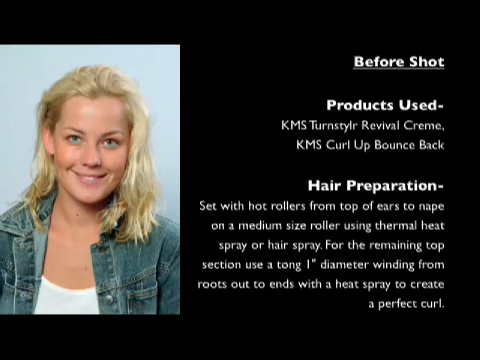 Before Shot
Products Used-
KMS Turnstylr Revival Creme,
KMS Curl Up Bounce Back
Hair Preparation-
Set with hot rollers from top of ears to nape
on a medium size roller using thermal heat
spray or hair spray. For the remaining top
section use a tong 1" diameter winding from
roots out to ends with a heat spray to create
a perfect curl.